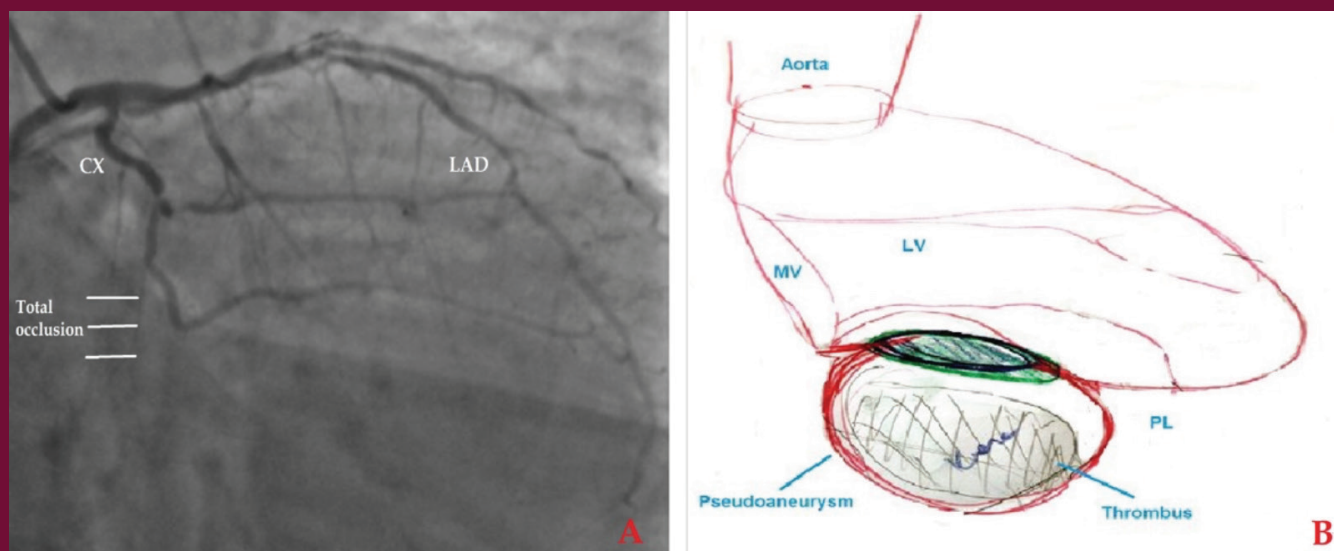 CX
LAD
Total
occlusion
A
Aorta
LV
MV
PL
Pseudoaneurysm
Thrombus
B